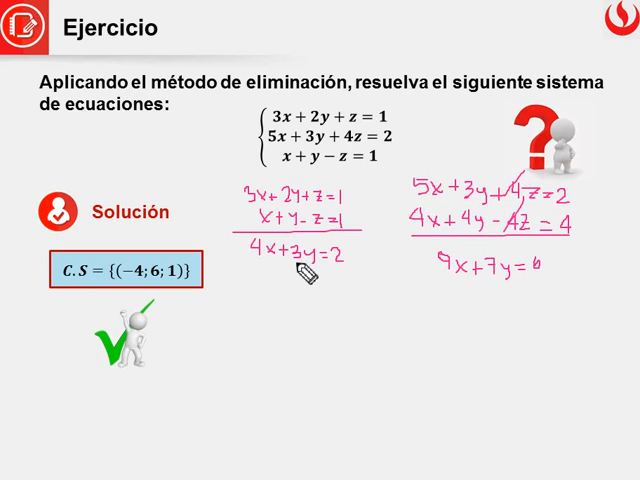 Ejercicio
Aplicando el método de eliminación, resuelva el siguiente sistema
de ecuaciones:
3x + 2y + z = 1
5x + 3y + 4z = 2
x + y − z = 1
Solución
C.S = {(−4; 6; 1)}
3x+2y+z=1
x+y-z=1
4x+3y=2
5x+3y+4z=2
4x+4y-4z=4
9x+7y=6
?